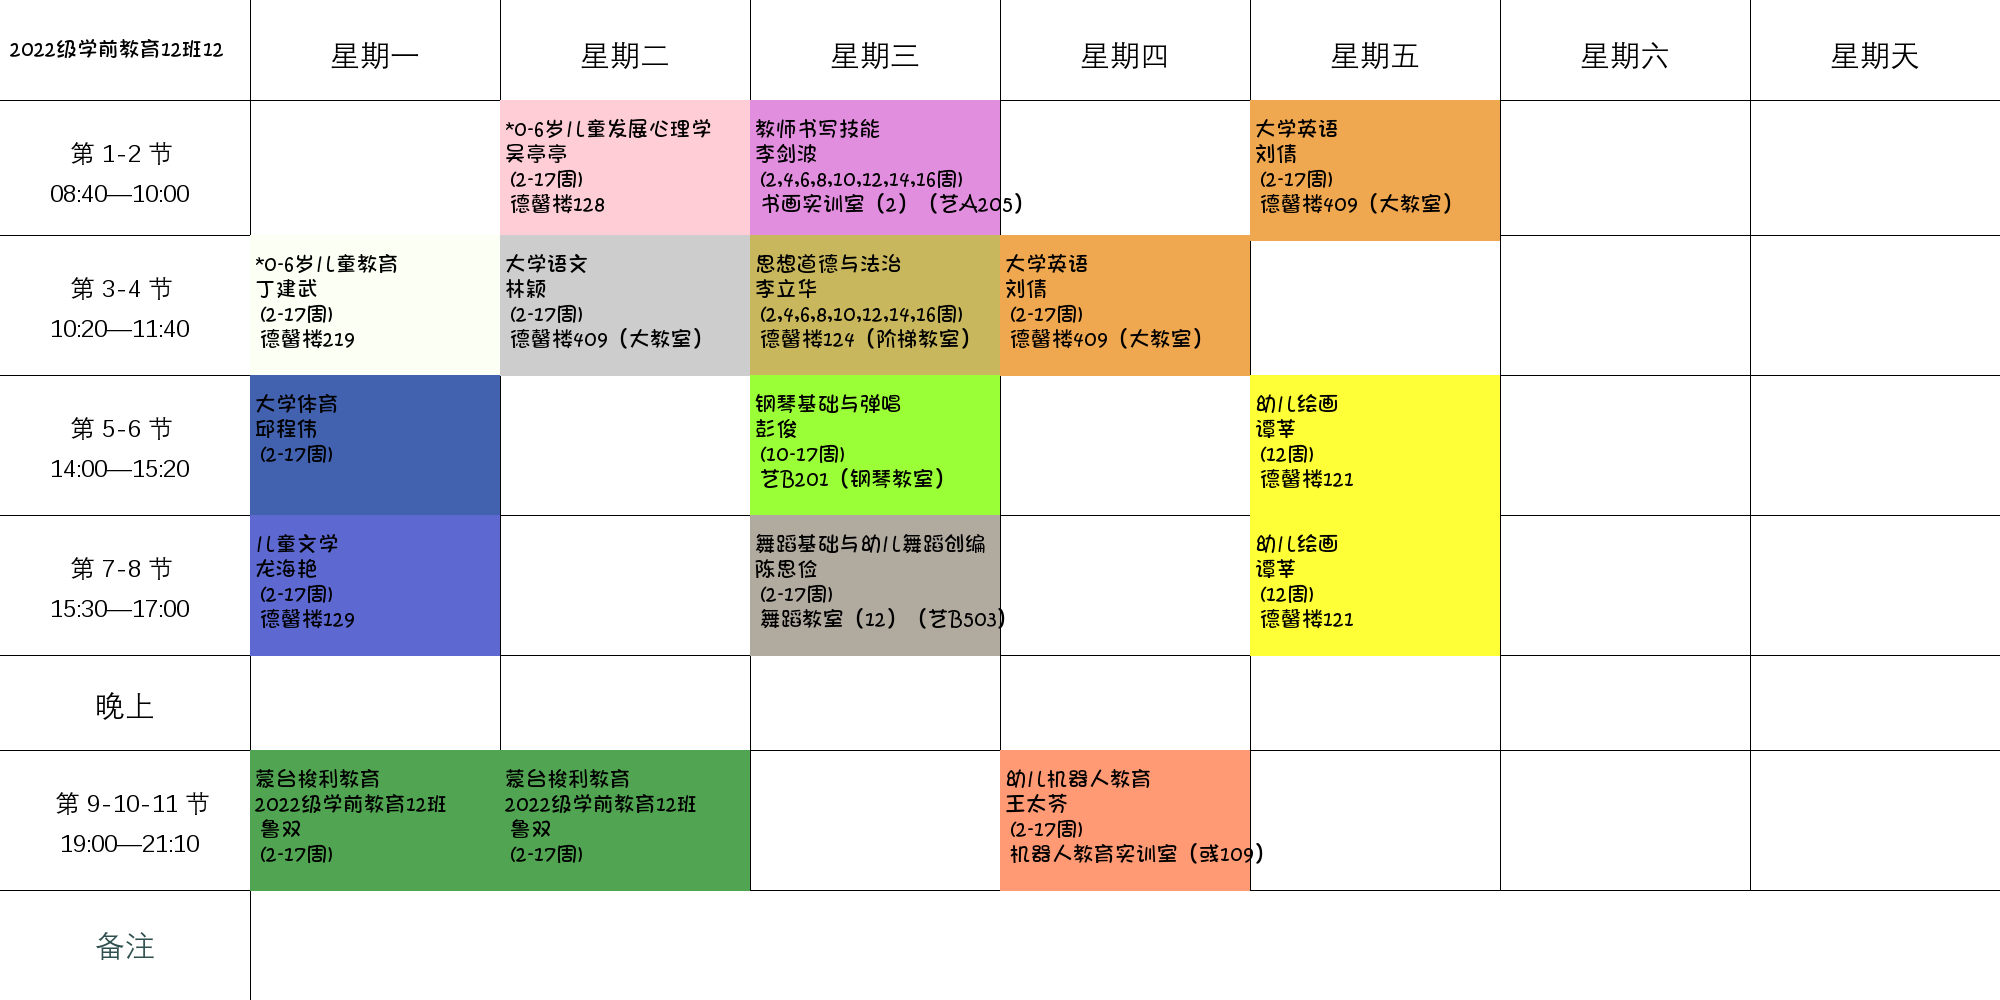 2022级学前教育12班12
星期一
星期二
星期三
星期四
星期五
星期六
星期天
第 1-2 节
08:40—10:00
*0-6岁儿童发展心理学
吴亭亭
(2-17周)
德馨楼128
教师书写技能
李剑波
(2,4,6,8,10,12,14,16周)
书画实训室（2）（艺A205）
大学英语
刘倩
(2-17周)
德馨楼409（大教室）
第 3-4 节
10:20—11:40
*0-6岁儿童教育
丁建武
(2-17周)
德馨楼219
大学语文
林颖
(2-17周)
德馨楼409（大教室）
思想道德与法治
李立华
(2,4,6,8,10,12,14,16周)
德馨楼124（阶梯教室）
大学英语
刘倩
(2-17周)
德馨楼409（大教室）
第 5-6 节
14:00—15:20
大学体育
邱程伟
(2-17周)
钢琴基础与弹唱
彭俊
(10-17周)
艺B201（钢琴教室）
幼儿绘画
谭莘
(12周)
德馨楼121
第 7-8 节
15:30—17:00
儿童文学
龙海艳
(2-17周)
德馨楼129
舞蹈基础与幼儿舞蹈创编
陈思俭
(2-17周)
舞蹈教室（12）（艺B503）
幼儿绘画
谭莘
(12周)
德馨楼121
晚上
第 9-10-11 节
19:00—21:10
蒙台梭利教育
2022级学前教育12班
鲁双
(2-17周)
蒙台梭利教育
2022级学前教育12班
鲁双
(2-17周)
幼儿机器人教育
王太芬
(2-17周)
机器人教育实训室（彧109）
备注